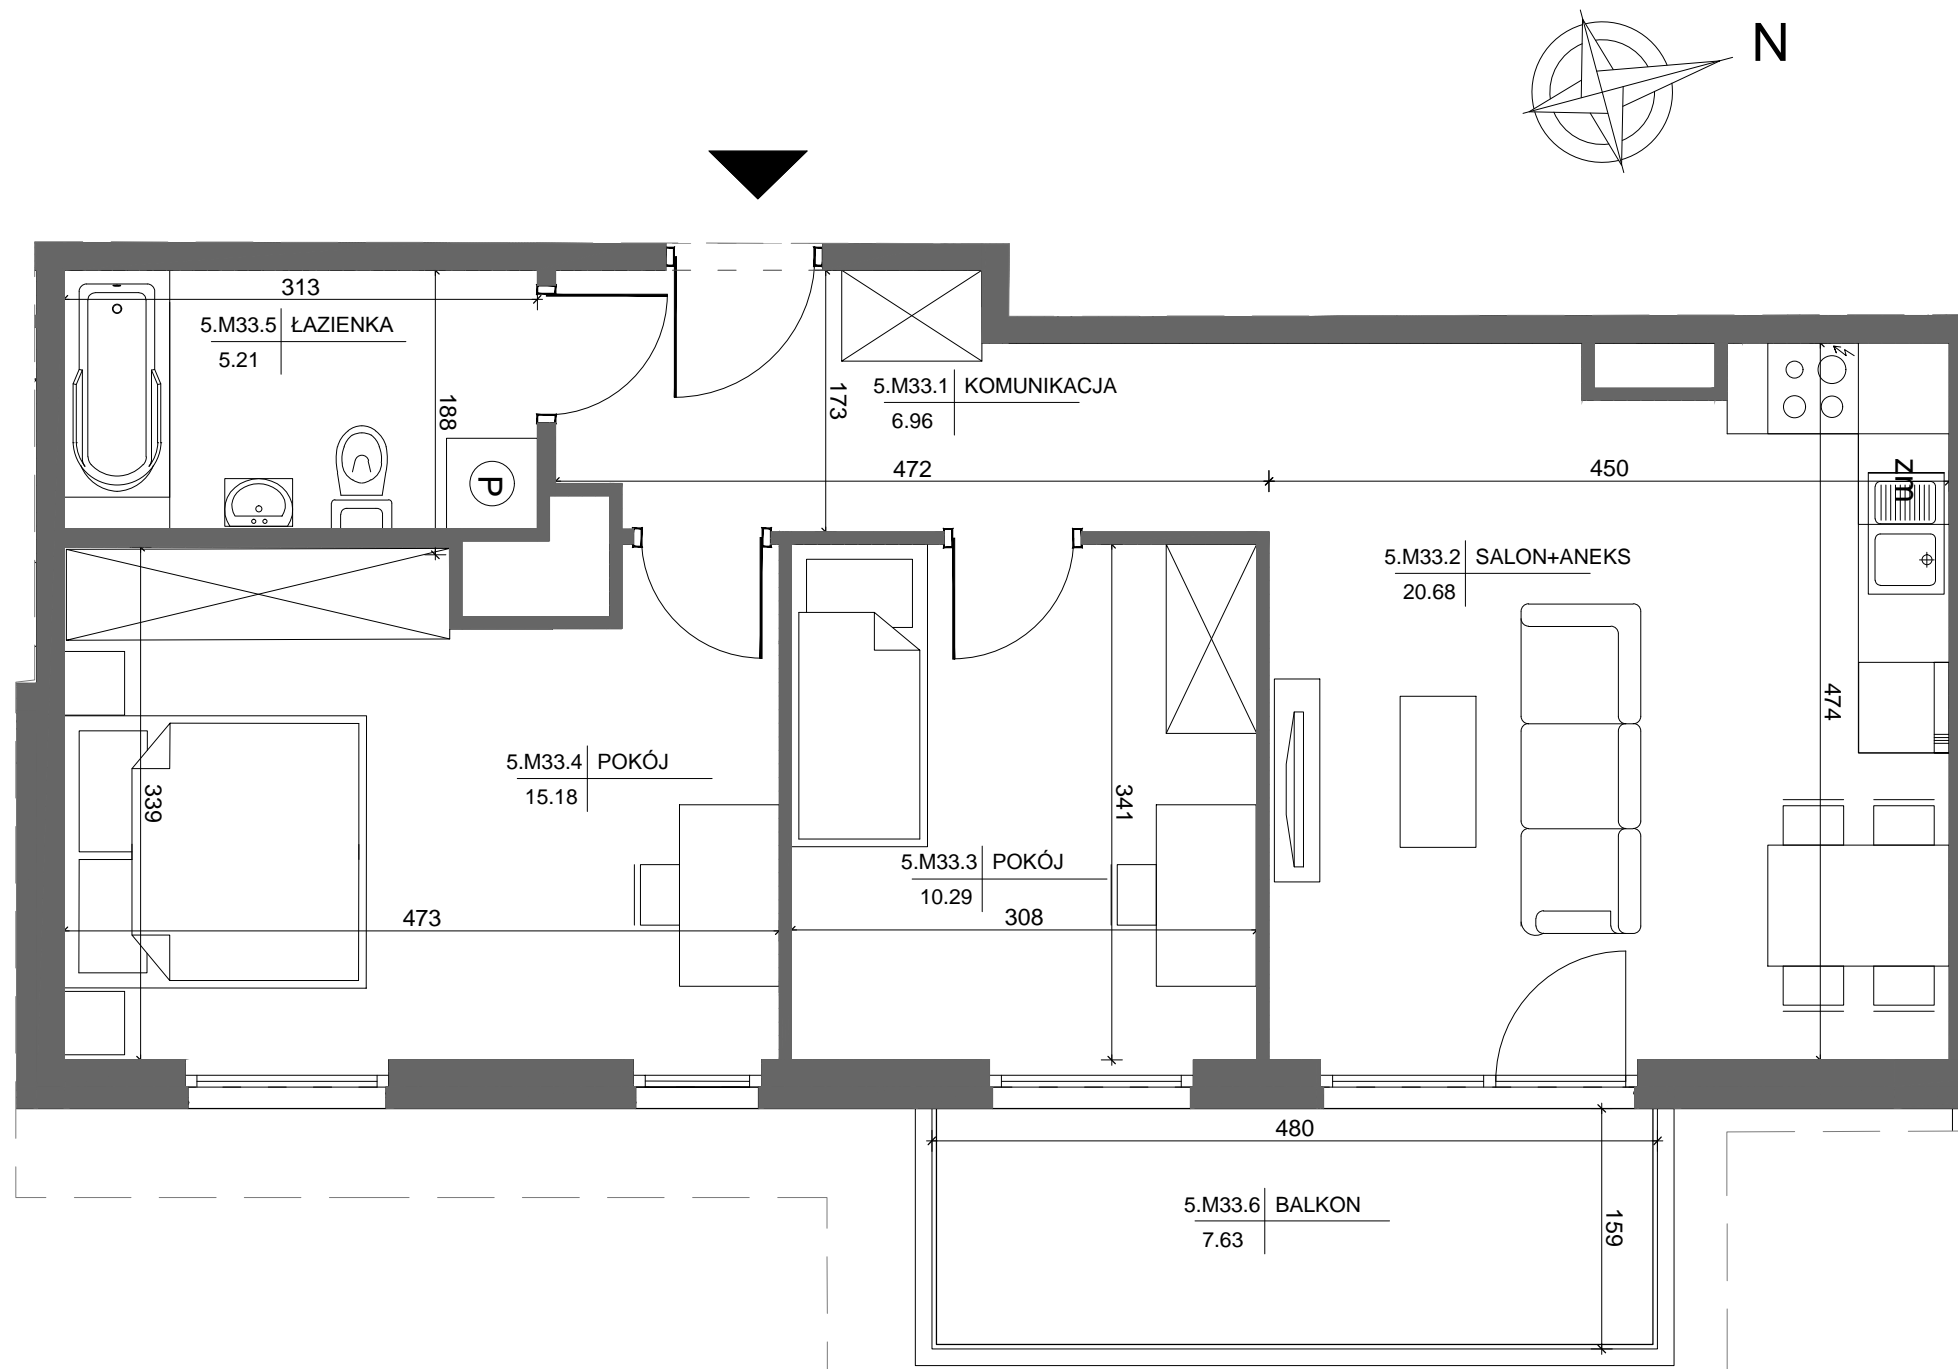 N
313
5.M33.5 ŁAZIENKA
5.21
188
P
173
5.M33.1 KOMUNIKACJA
6.96
472
450
zm
5.M33.2 SALON+ANEKS
20.68
474
5.M33.4 POKÓJ
15.18
339
341
5.M33.3 POKÓJ
10.29
473
308
480
5.M33.6 BALKON
7.63
159